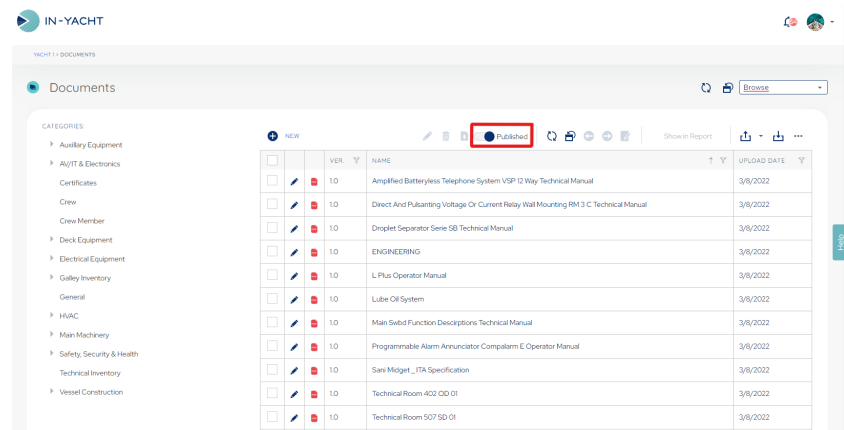 IN-YACHT
YACHT 1 > DOCUMENTS
Documents
Browse
CATEGORIES:
Auxillary Equipment
AV/IT & Electronics
Certificates
Crew
Crew Member
Deck Equipment
Electrical Equipment
Galley Inventory
General
HVAC
Main Machinery
Safety, Security & Health
Technical Inventory
Vessel Construction
NEW
Published
Show in Report
VER. NAME UPLOAD DATE
1.0 Amplified Batteryless Telephone System VSP 12 Way Technical Manual 3/8/2022
1.0 Direct And Pulsanting Voltage Or Current Relay Wall Mounting RM 3 C Technical Manual 3/8/2022
1.0 Droplet Separator Serie SB Technical Manual 3/8/2022
1.0 ENGINEERING 3/8/2022
1.0 L Plus Operator Manual 3/8/2022
1.0 Lube Oil System 3/8/2022
1.0 Main Swbd Function Descirptions Technical Manual 3/8/2022
1.0 Programmable Alarm Annunciator Compalarm E Operator Manual 3/8/2022
1.0 Sani Midget _ ITA Specification 3/8/2022
1.0 Technical Room 402 OD 01 3/8/2022
1.0 Technical Room 507 SD 01 3/8/2022
Help